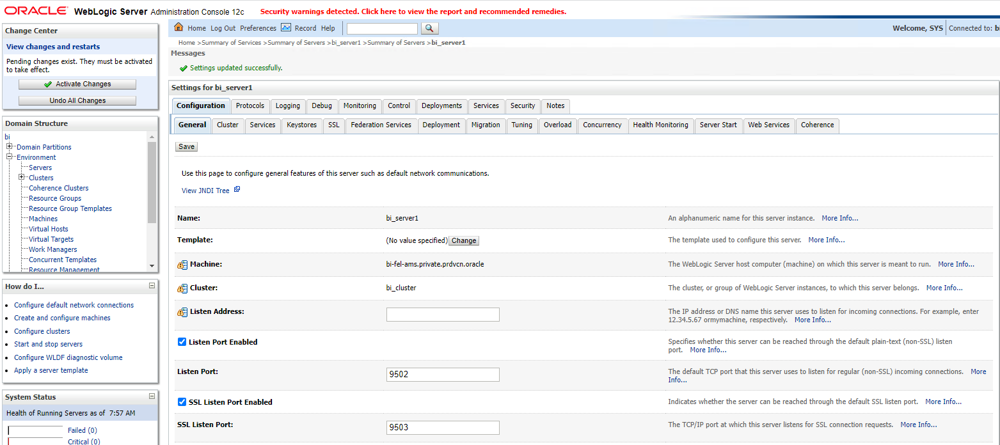 ORACLE WebLogic Server Administration Console 12c Security warnings detected. Click here to view the report and recommended remedies.
Change Center
View changes and restarts
Pending changes exist. They must be activated
to take effect.
Activate Changes
Undo All Changes
Domain Structure
bi
Domain Partitions
Environment
Servers
Clusters
Coherence Clusters
Resource Groups
Resource Group Templates
Machines
Virtual Hosts
Virtual Targets
Work Managers
Concurrent Templates
Resource Management
How do I...
Configure default network connections
Create and configure machines
Configure clusters
Start and stop servers
Configure WLDF diagnostic volume
Apply a server template
System Status
Health of Running Servers as of 7:57 AM
Failed (0)
Critical (0)
Home Log Out Preferences Record Help
Welcome, SYS Connected to: bi
Home >Summary of Services >Summary of Servers >bi_server1 >Summary of Servers >bi_server1
Messages
Settings updated successfully.
Settings for bi_server1
Configuration Protocols Logging Debug Monitoring Control Deployments Services Security Notes
General Cluster Services Keystores SSL Federation Services Deployment Migration Tuning Overload Concurrency Health Monitoring Server Start Web Services Coherence
Save
Use this page to configure general features of this server such as default network communications.
View JNDI Tree
Name: bi_server1 An alphanumeric name for this server instance. More Info...
Template: (No value specified) Change The template used to configure this server. More Info...
Machine: bi-fel-ams.private.prdvcn.oracle The WebLogic Server host computer (machine) on which this server is meant to run. More Info...
Cluster: bi_cluster The cluster, or group of WebLogic Server instances, to which this server belongs. More Info...
Listen Address: The IP address or DNS name this server uses to listen for incoming connections. For example, enter
12.34.5.67 ormymachine, respectively. More Info...
Listen Port Enabled Specifies whether this server can be reached through the default plain-text (non-SSL) listen
port. More Info...
Listen Port: 9502 The default TCP port that this server uses to listen for regular (non-SSL) incoming connections. More
Info...
SSL Listen Port Enabled Indicates whether the server can be reached through the default SSL listen port. More Info...
SSL Listen Port: 9503 The TCP/IP port at which this server listens for SSL connection requests. More Info...